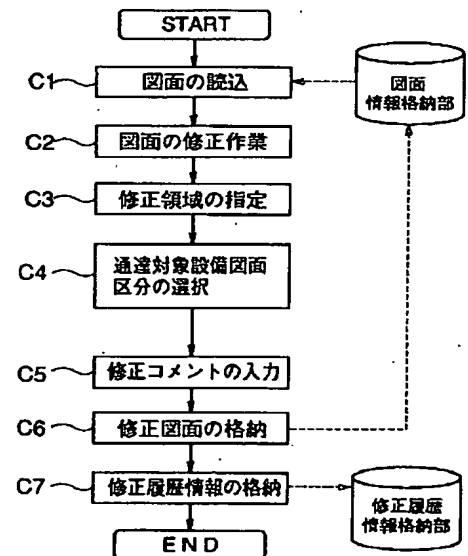 START
C1 図面の読込
図面
情報格納部
C2 図面の修正作業
C3 修正領域の指定
C4 通達対象設備図面
区分の選択
C5 修正コメントの入力
C6 修正図面の格納
C7 修正履歴情報の格納
修正履歴
情報格納部
END